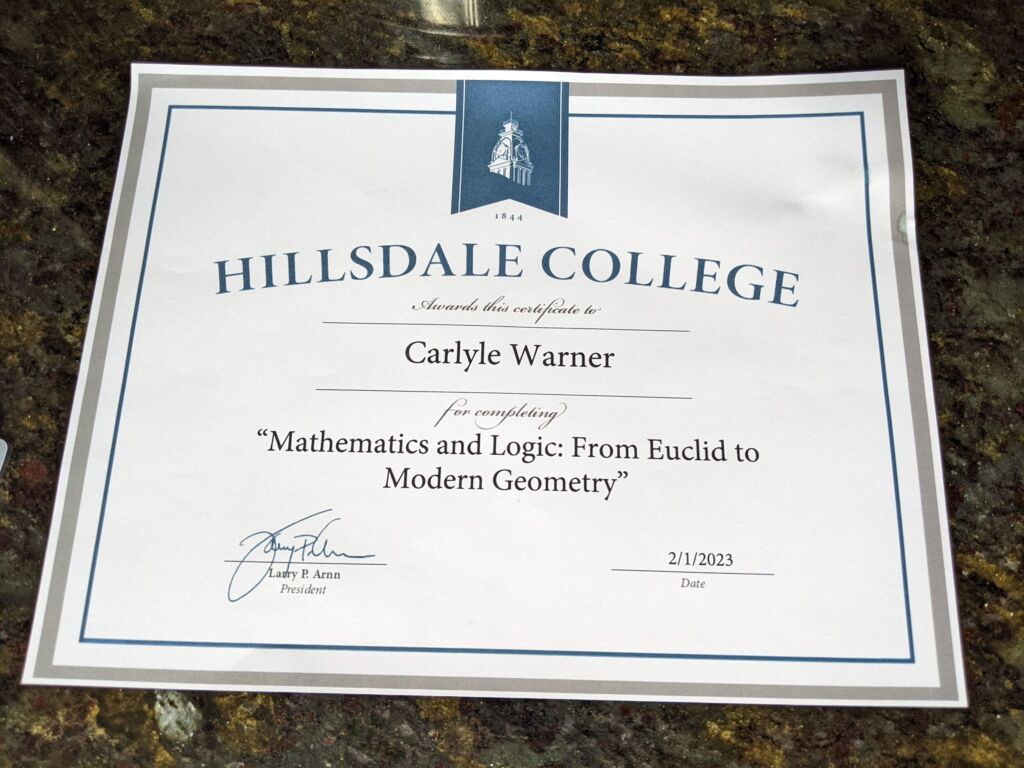 1844
HILLSDALE COLLEGE
Awards this certificate to
Carlyle Warner
for completing
“Mathematics and Logic: From Euclid to
Modern Geometry”
Larry P. Arnn
President
2/1/2023
Date